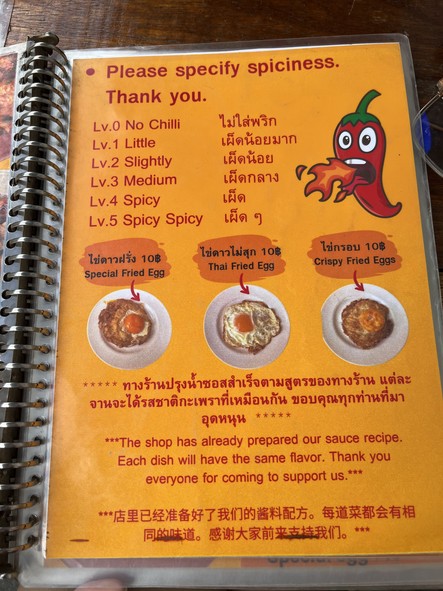 • Please specify spiciness.
Thank you.
Lv.0 No Chilli ไม่ใส่พริก
Lv.1 Little เผ็ดน้อยมาก
Lv.2 Slightly เผ็ดน้อย
Lv.3 Medium เผ็ดกลาง
Lv.4 Spicy เผ็ด
Lv.5 Spicy Spicy เผ็ด ๆ
ไข่ดาวฝรั่ง 10฿
Special Fried Egg
ไข่ดาวไม่สุก 10฿
Thai Fried Egg
ไข่กรอบ 10฿
Crispy Fried Eggs
***** ทางร้านปรุงน้ำซอสสำเร็จตามสูตรของทางร้าน แต่ละ
จานจะได้รสชาติกะเพราที่เหมือนกัน ขอบคุณทุกท่านที่มา
อุดหนุน *****
***The shop has already prepared our sauce recipe.
Each dish will have the same flavor. Thank you
everyone for coming to support us.***
***店里已经准备好了我们的酱料配方。每道菜都会有相
同的味道。感谢大家前来支持我们。***
Special Egg